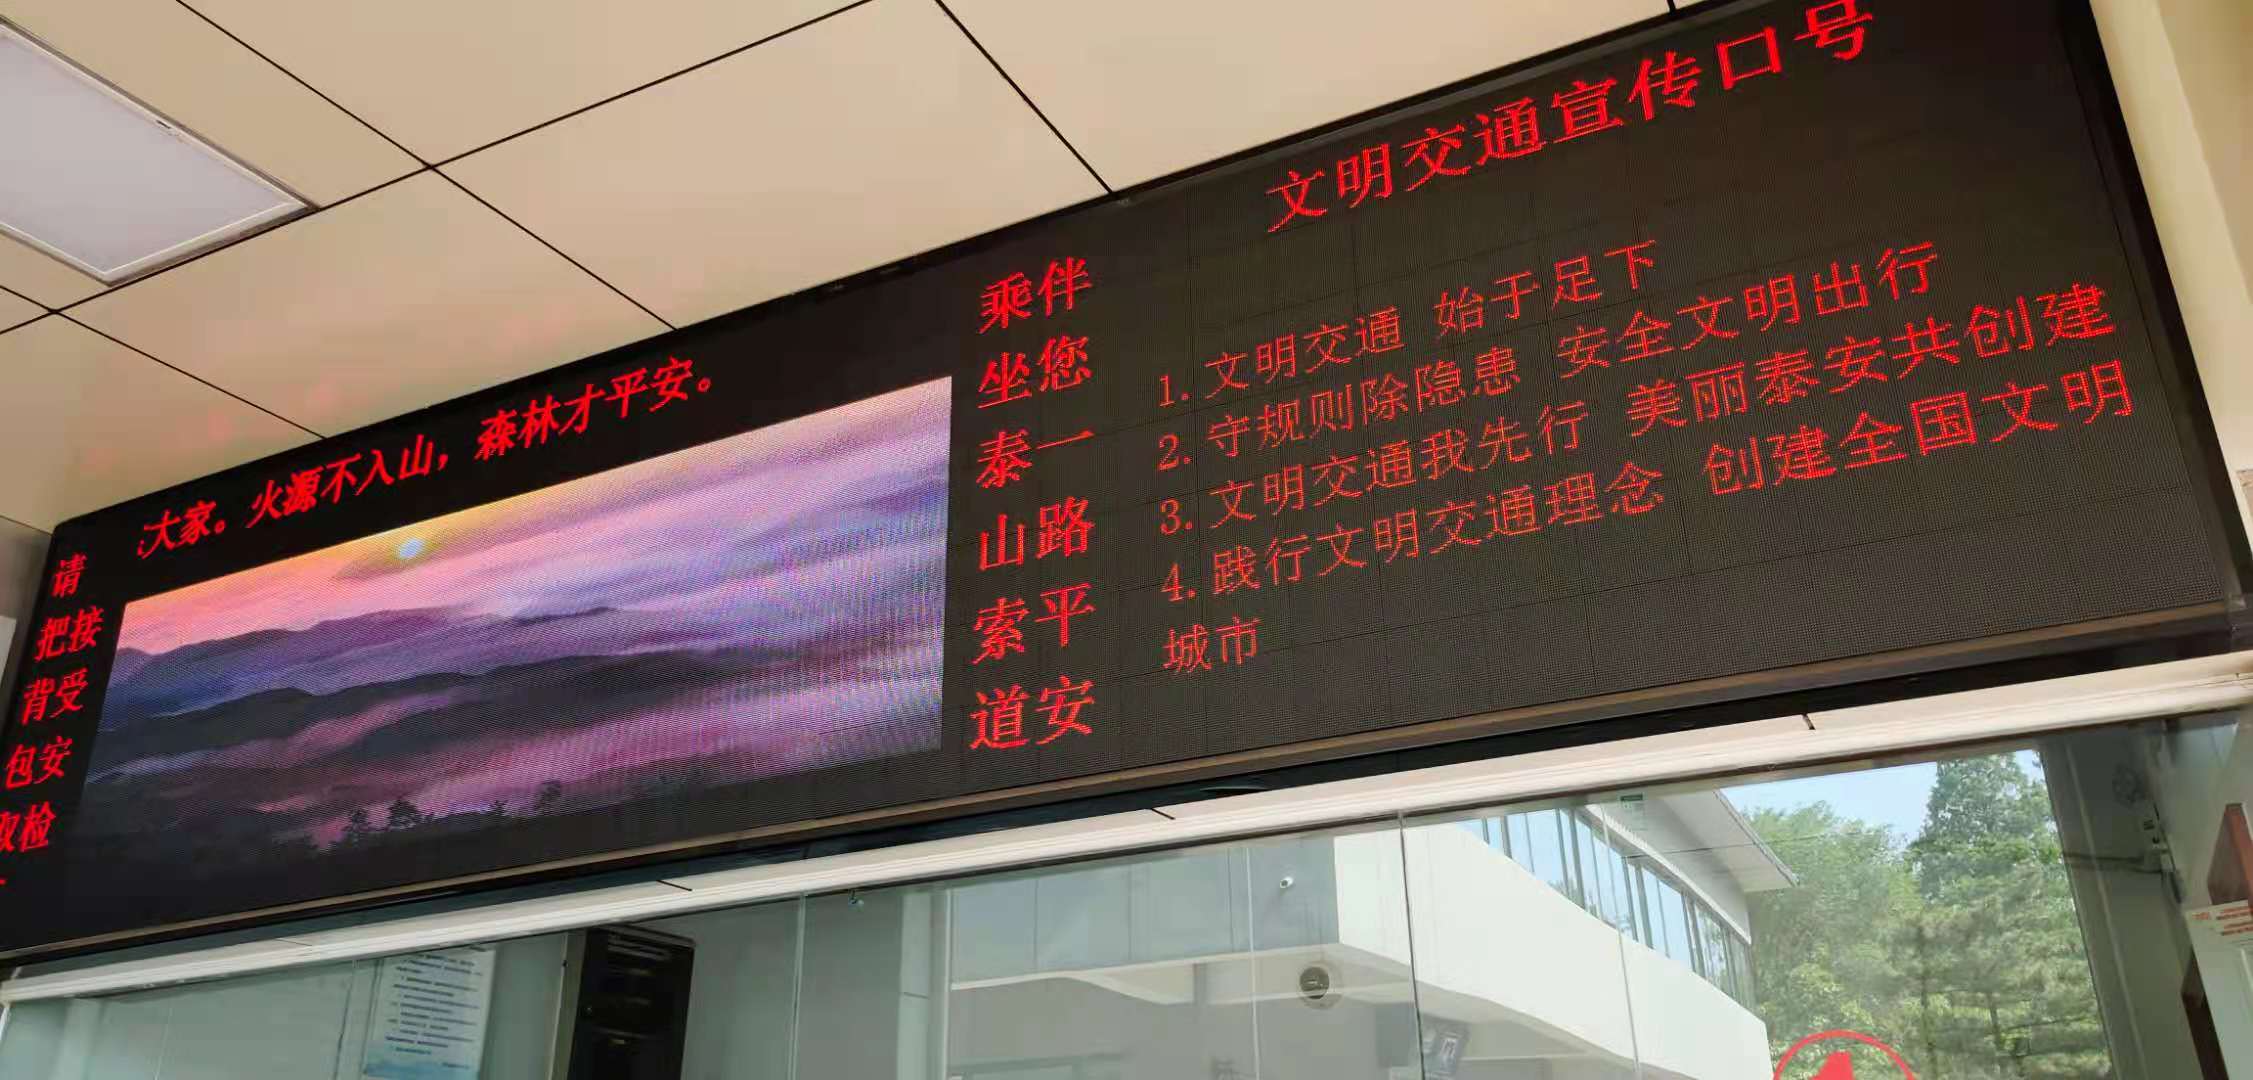 大家。火源不入山，森林才平安。
请把背包取
接受安检
乘坐泰山索道
伴您一路平安
文明交通宣传口号
1. 文明交通 始于足下
2. 守规则除隐患 安全文明出行
3. 文明交通我先行 美丽泰安共创建
4. 践行文明交通理念 创建全国文明
城市